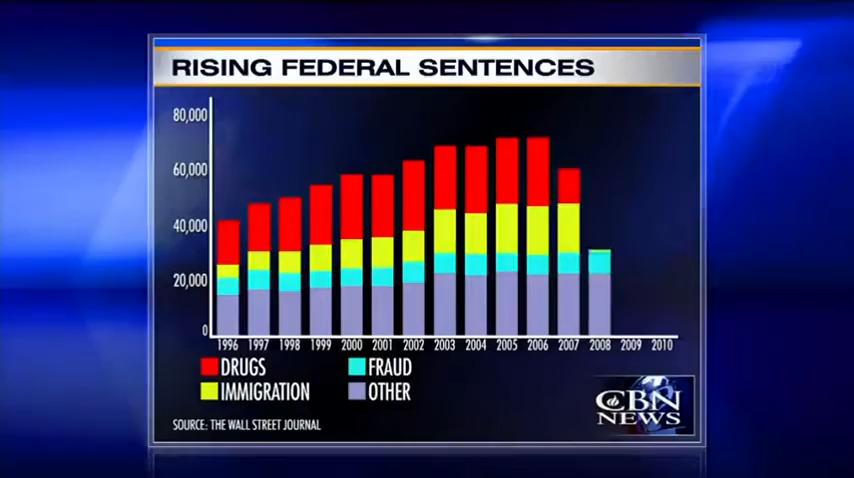 RISING FEDERAL SENTENCES
80,000
60,000
40,000
20,000
0
1996 1997 1998 1999 2000 2001 2002 2003 2004 2005 2006 2007 2008 2009 2010
DRUGS FRAUD
IMMIGRATION OTHER
SOURCE: THE WALL STREET JOURNAL
CBN
NEWS